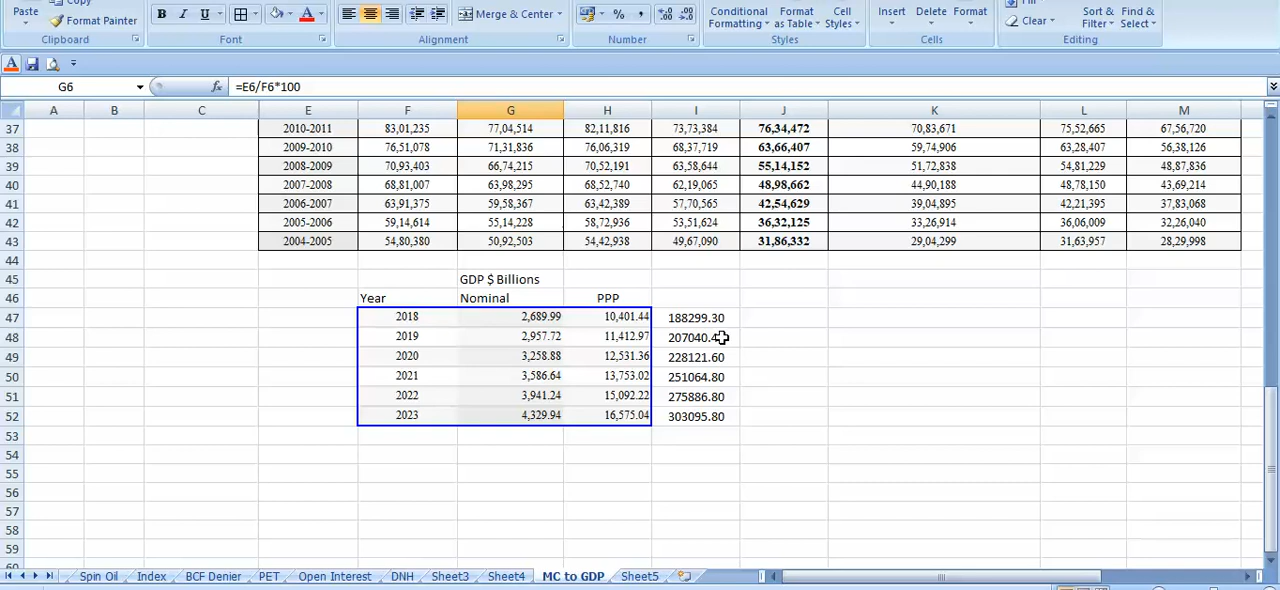 Paste Copy
Format Painter
B I U A
Merge & Center % ,
Conditional Formatting Format as Table Cell Styles
Insert Delete Format
Fill
Clear
Sort & Filter Find & Select
Clipboard Font Alignment Number Styles Cells Editing
A
G6 fx =E6/F6*100
A B C E F G H I J K L M
37 2010-2011 83,01,235 77,04,514 82,11,816 73,73,384 76,34,472 70,83,671 75,52,665 67,56,720
38 2009-2010 76,51,078 71,31,836 76,06,319 68,37,719 63,66,407 59,74,906 63,28,407 56,38,126
39 2008-2009 70,93,403 66,74,215 70,52,191 63,58,644 55,14,152 51,72,838 54,81,229 48,87,836
40 2007-2008 68,81,007 63,98,295 68,52,740 62,19,065 48,98,662 44,90,188 48,78,150 43,69,214
41 2006-2007 63,91,375 59,58,367 63,42,389 57,70,565 42,54,629 39,04,895 42,21,395 37,83,068
42 2005-2006 59,14,614 55,14,228 58,72,936 53,51,624 36,32,125 33,26,914 36,06,009 32,26,040
43 2004-2005 54,80,380 50,92,503 54,42,938 49,67,090 31,86,332 29,04,299 31,63,957 28,29,998
44
45 GDP $ Billions
46 Year Nominal PPP
47 2018 2,689.99 10,401.44 188299.30
48 2019 2,957.72 11,412.97
49 2020 3,258.88 12,531.36 228121.60
50 2021 3,586.64 13,753.02 251064.80
51 2022 3,941.24 15,092.22 275886.80
52 2023 4,329.94 16,575.04 303095.80
53
54
55
56
57
58
59
60
Spin Oil Index BCF Denier PET Open Interest DNH Sheet3 Sheet4 MC to GDP Sheet5